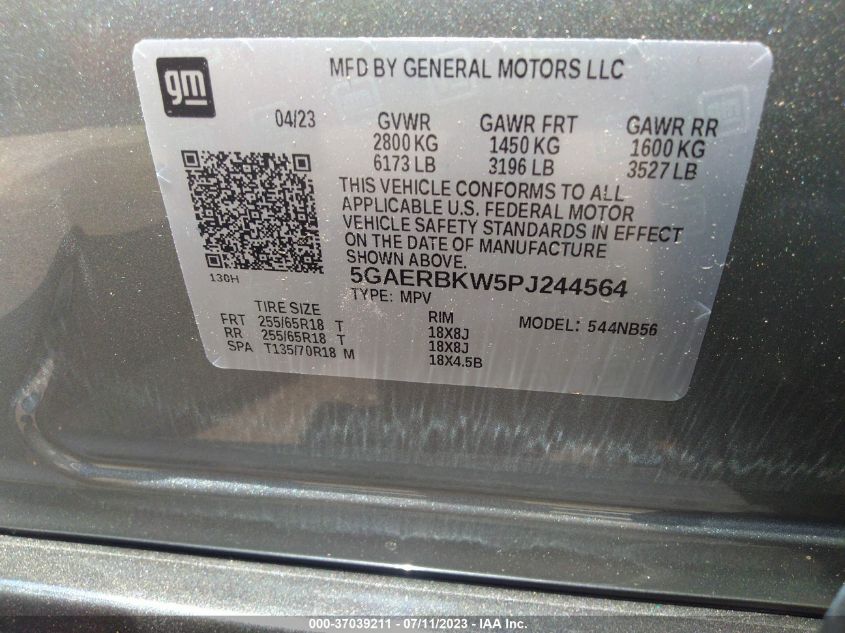 gm
MFD BY GENERAL MOTORS LLC
04/23 GVWR GAWR FRT GAWR RR
2800 KG 1450 KG 1600 KG
6173 LB 3196 LB 3527 LB
THIS VEHICLE CONFORMS TO ALL
APPLICABLE U.S. FEDERAL MOTOR
VEHICLE SAFETY STANDARDS IN EFFECT
ON THE DATE OF MANUFACTURE
SHOWN ABOVE.
130H 5GAERBKW5PJ244564
TYPE: MPV
TIRE SIZE RIM MODEL: 544NB56
FRT 255/65R18 T 18X8J
RR 255/65R18 T 18X8J
SPA T135/70R18 M 18X4.5B
000-37039211 - 07/11/2023 - IAA Inc.